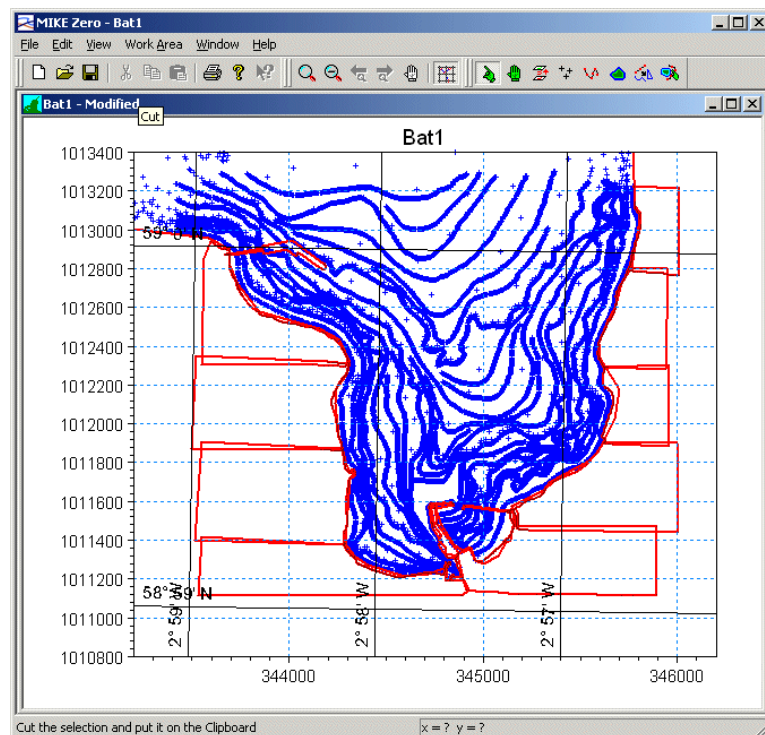 MIKE Zero - Bat1
File Edit View Work Area Window Help
Bat1 - Modified
Cut
Bat1
1013400
1013200
1013000
59° 0' N
1012800
1012600
1012400
1012200
1012000
1011800
1011600
1011400
1011200
58° 59' N
1011000
1010800
2° 59' W
2° 58' W
2° 57' W
344000 345000 346000
Cut the selection and put it on the Clipboard x = ? y = ?